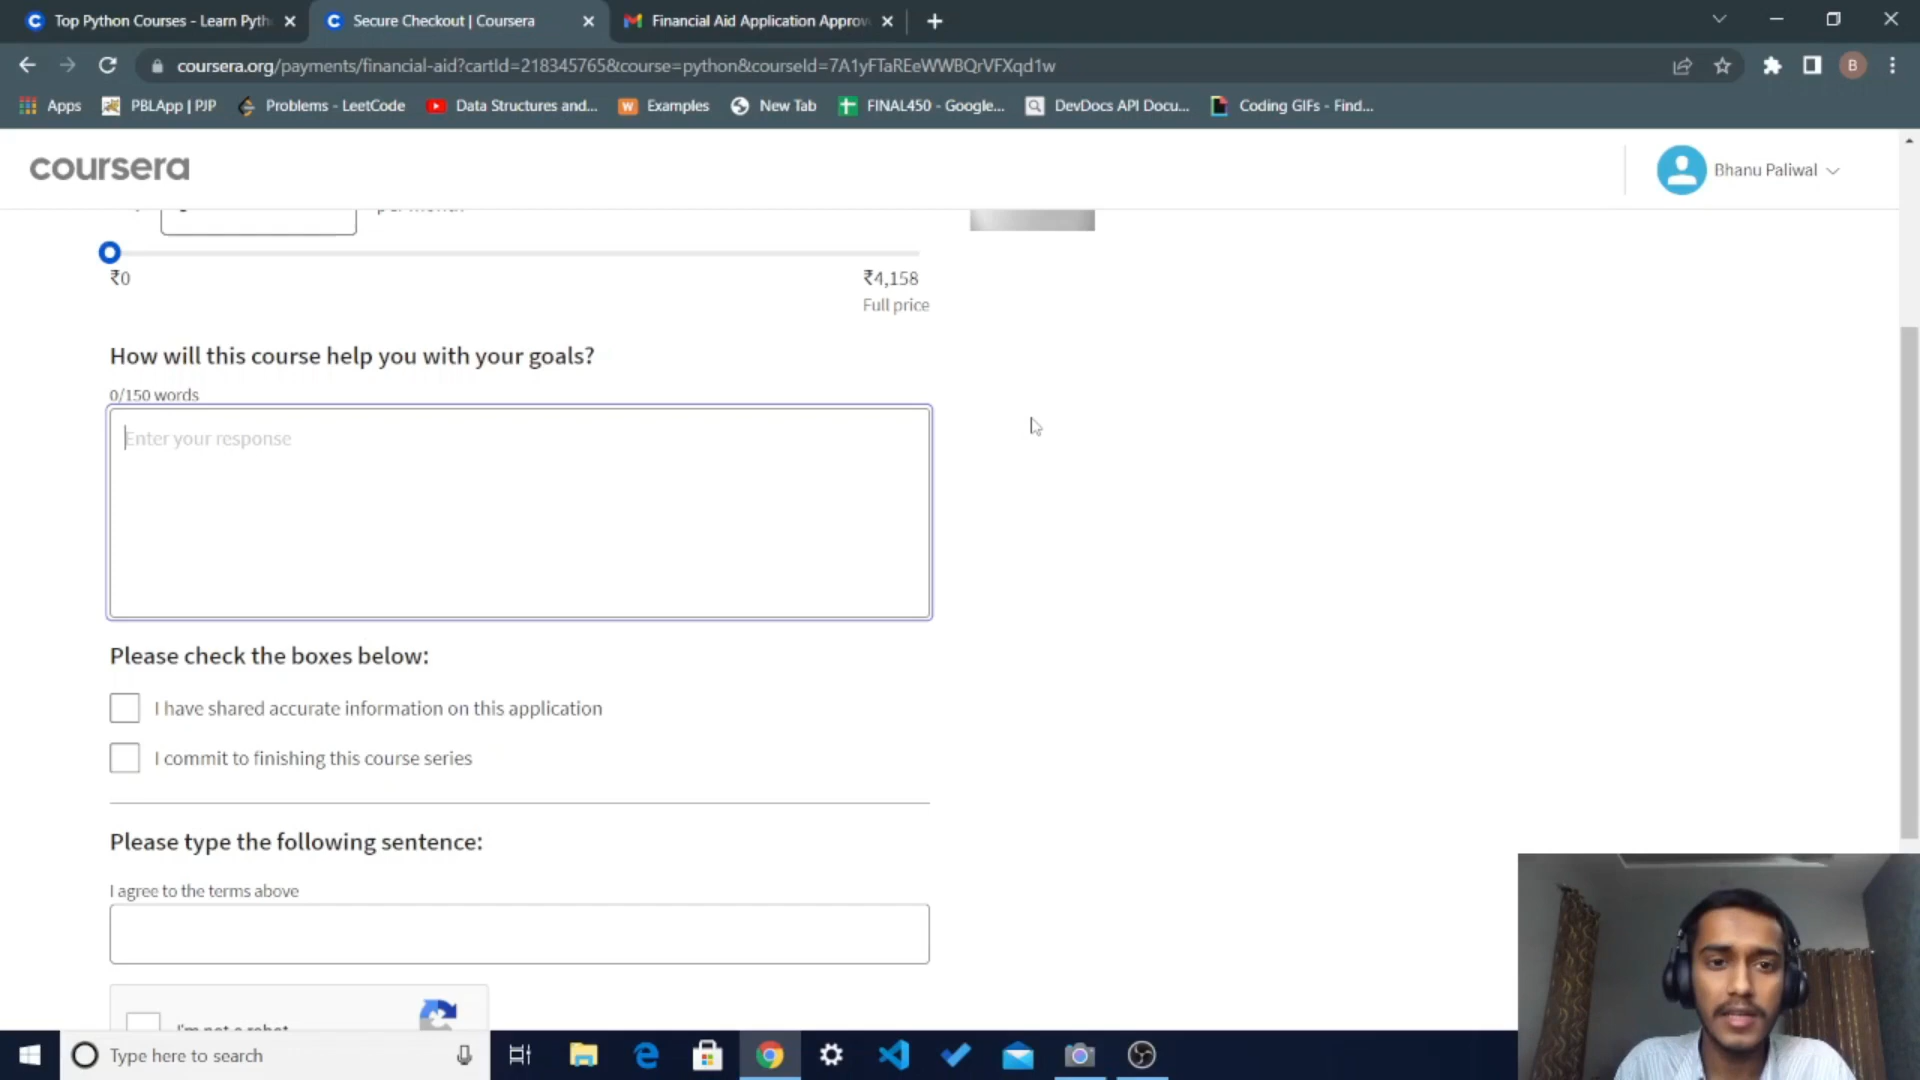 Top Python Courses - Learn Pyth
Secure Checkout | Coursera
Financial Aid Application Approv
coursera.org/payments/financial-aid?cartId=218345765&course=python&courseId=7A1yFTaREeWWBQrVFXqd1w
B
Apps
PBLApp | PJP
Problems - LeetCode
Data Structures and...
Examples
New Tab
FINAL450 - Google...
DevDocs API Docu...
Coding GIFs - Find...
coursera
Bhanu Paliwal
per month
₹0
₹4,158
Full price
How will this course help you with your goals?
0/150 words
Enter your response
Please check the boxes below:
I have shared accurate information on this application
I commit to finishing this course series
Please type the following sentence:
I agree to the terms above
I'm not a robot
Type here to search